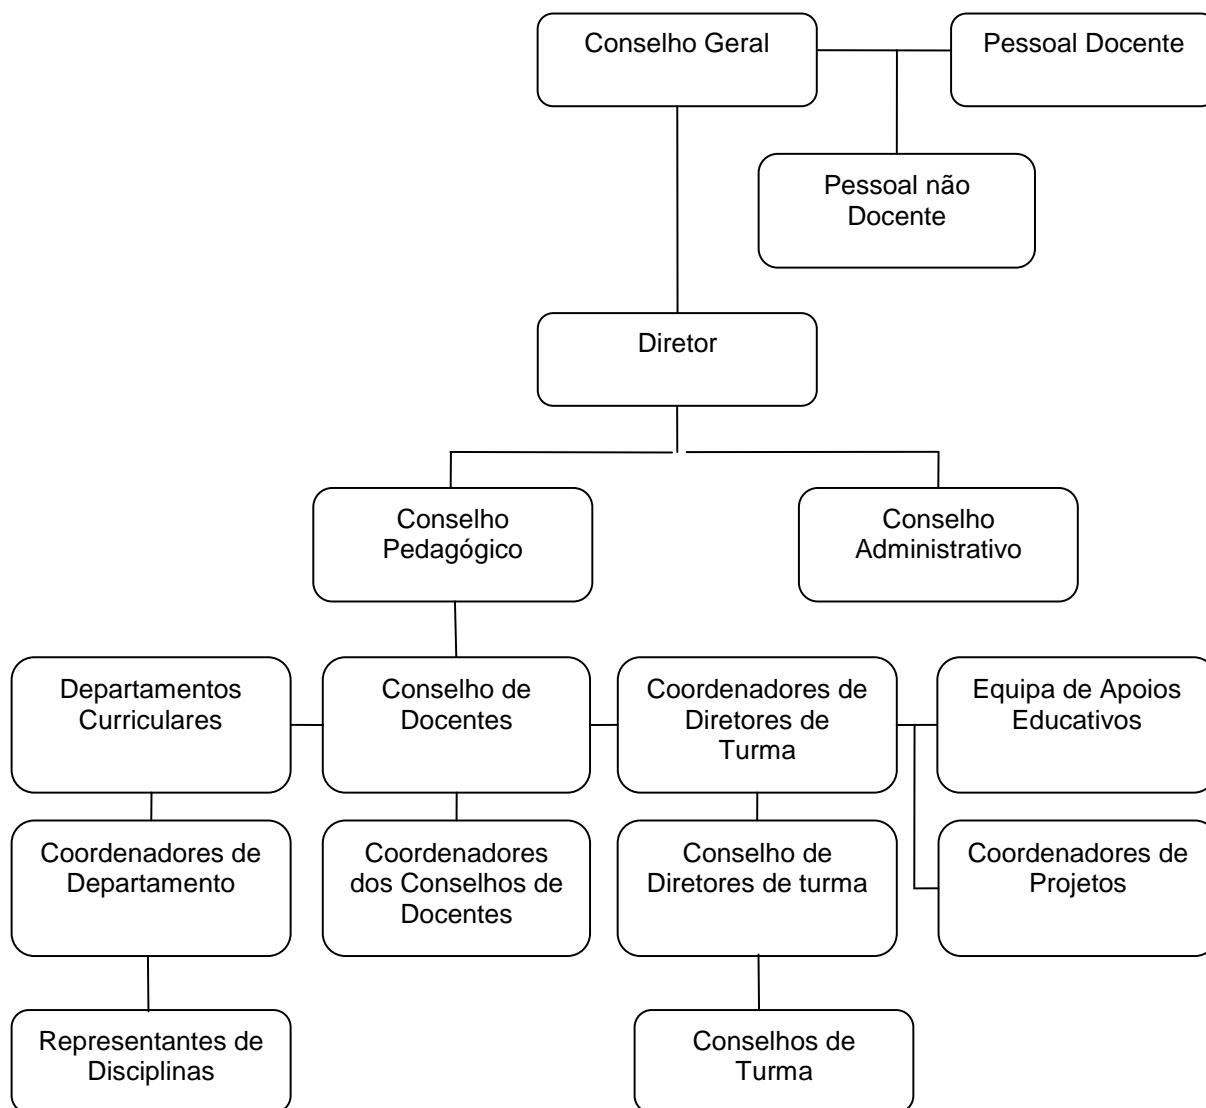 Conselho Geral
Pessoal Docente
Pessoal não
Docente
Diretor
Conselho
Pedagógico
Conselho
Administrativo
Departamentos
Curriculares
Conselho de
Docentes
Coordenadores de
Diretores de
Turma
Equipa de Apoios
Educativos
Coordenadores de
Departamento
Coordenadores
dos Conselhos de
Docentes
Conselho de
Diretores de turma
Coordenadores de
Projetos
Representantes de
Disciplinas
Conselhos de
Turma